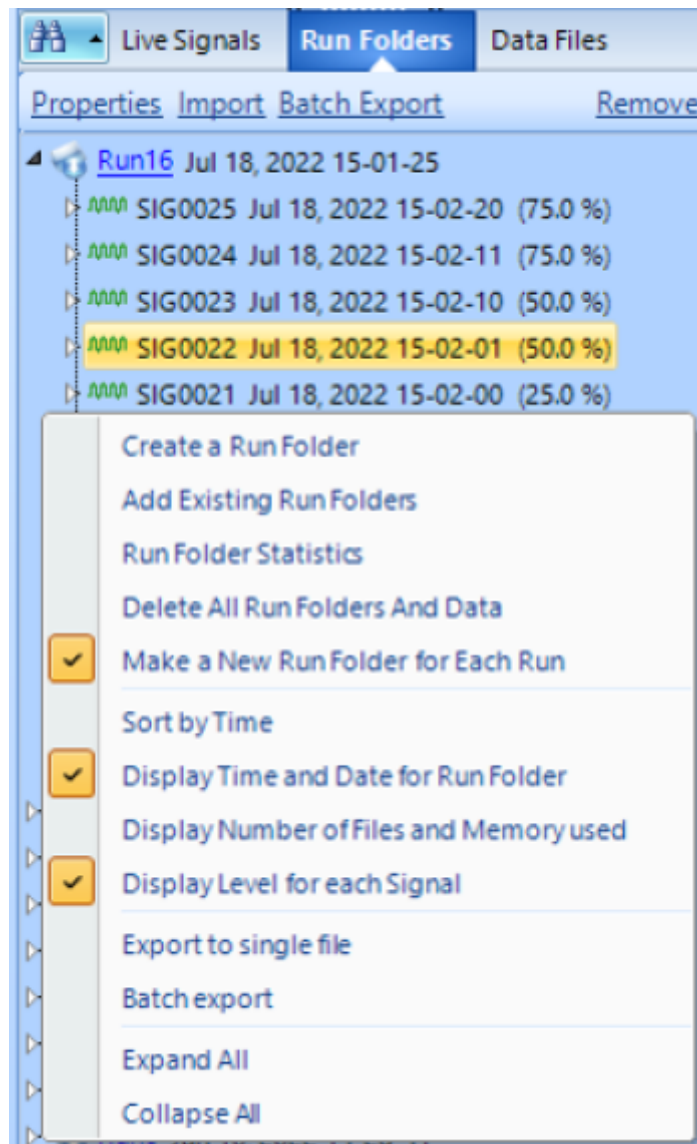 Live Signals Run Folders Data Files
Properties Import Batch Export Remove
Run16 Jul 18, 2022 15-01-25
SIG0025 Jul 18, 2022 15-02-20 (75.0 %)
SIG0024 Jul 18, 2022 15-02-11 (75.0 %)
SIG0023 Jul 18, 2022 15-02-10 (50.0 %)
SIG0022 Jul 18, 2022 15-02-01 (50.0 %)
SIG0021 Jul 18, 2022 15-02-00 (25.0 %)
Create a Run Folder
Add Existing Run Folders
Run Folder Statistics
Delete All Run Folders And Data
Make a New Run Folder for Each Run
Sort by Time
Display Time and Date for Run Folder
Display Number of Files and Memory used
Display Level for each Signal
Export to single file
Batch export
Expand All
Collapse All